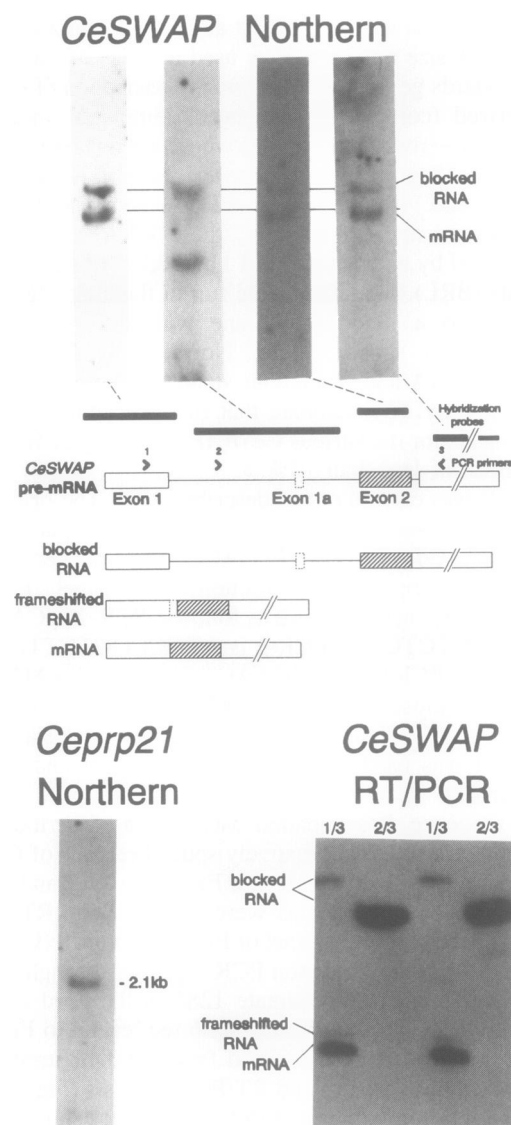 CeSWAP Northern
blocked
RNA
mRNA
Hybridization
probes
1 2 3
CeSWAP
PCR primers
pre-mRNA
Exon 1 Exon 1a Exon 2
blocked
RNA
frameshifted
RNA
mRNA
Ceprp21 CeSWAP
Northern RT/PCR
1/3 2/3 1/3 2/3
blocked
RNA
- 2.1kb
frameshifted
RNA
mRNA